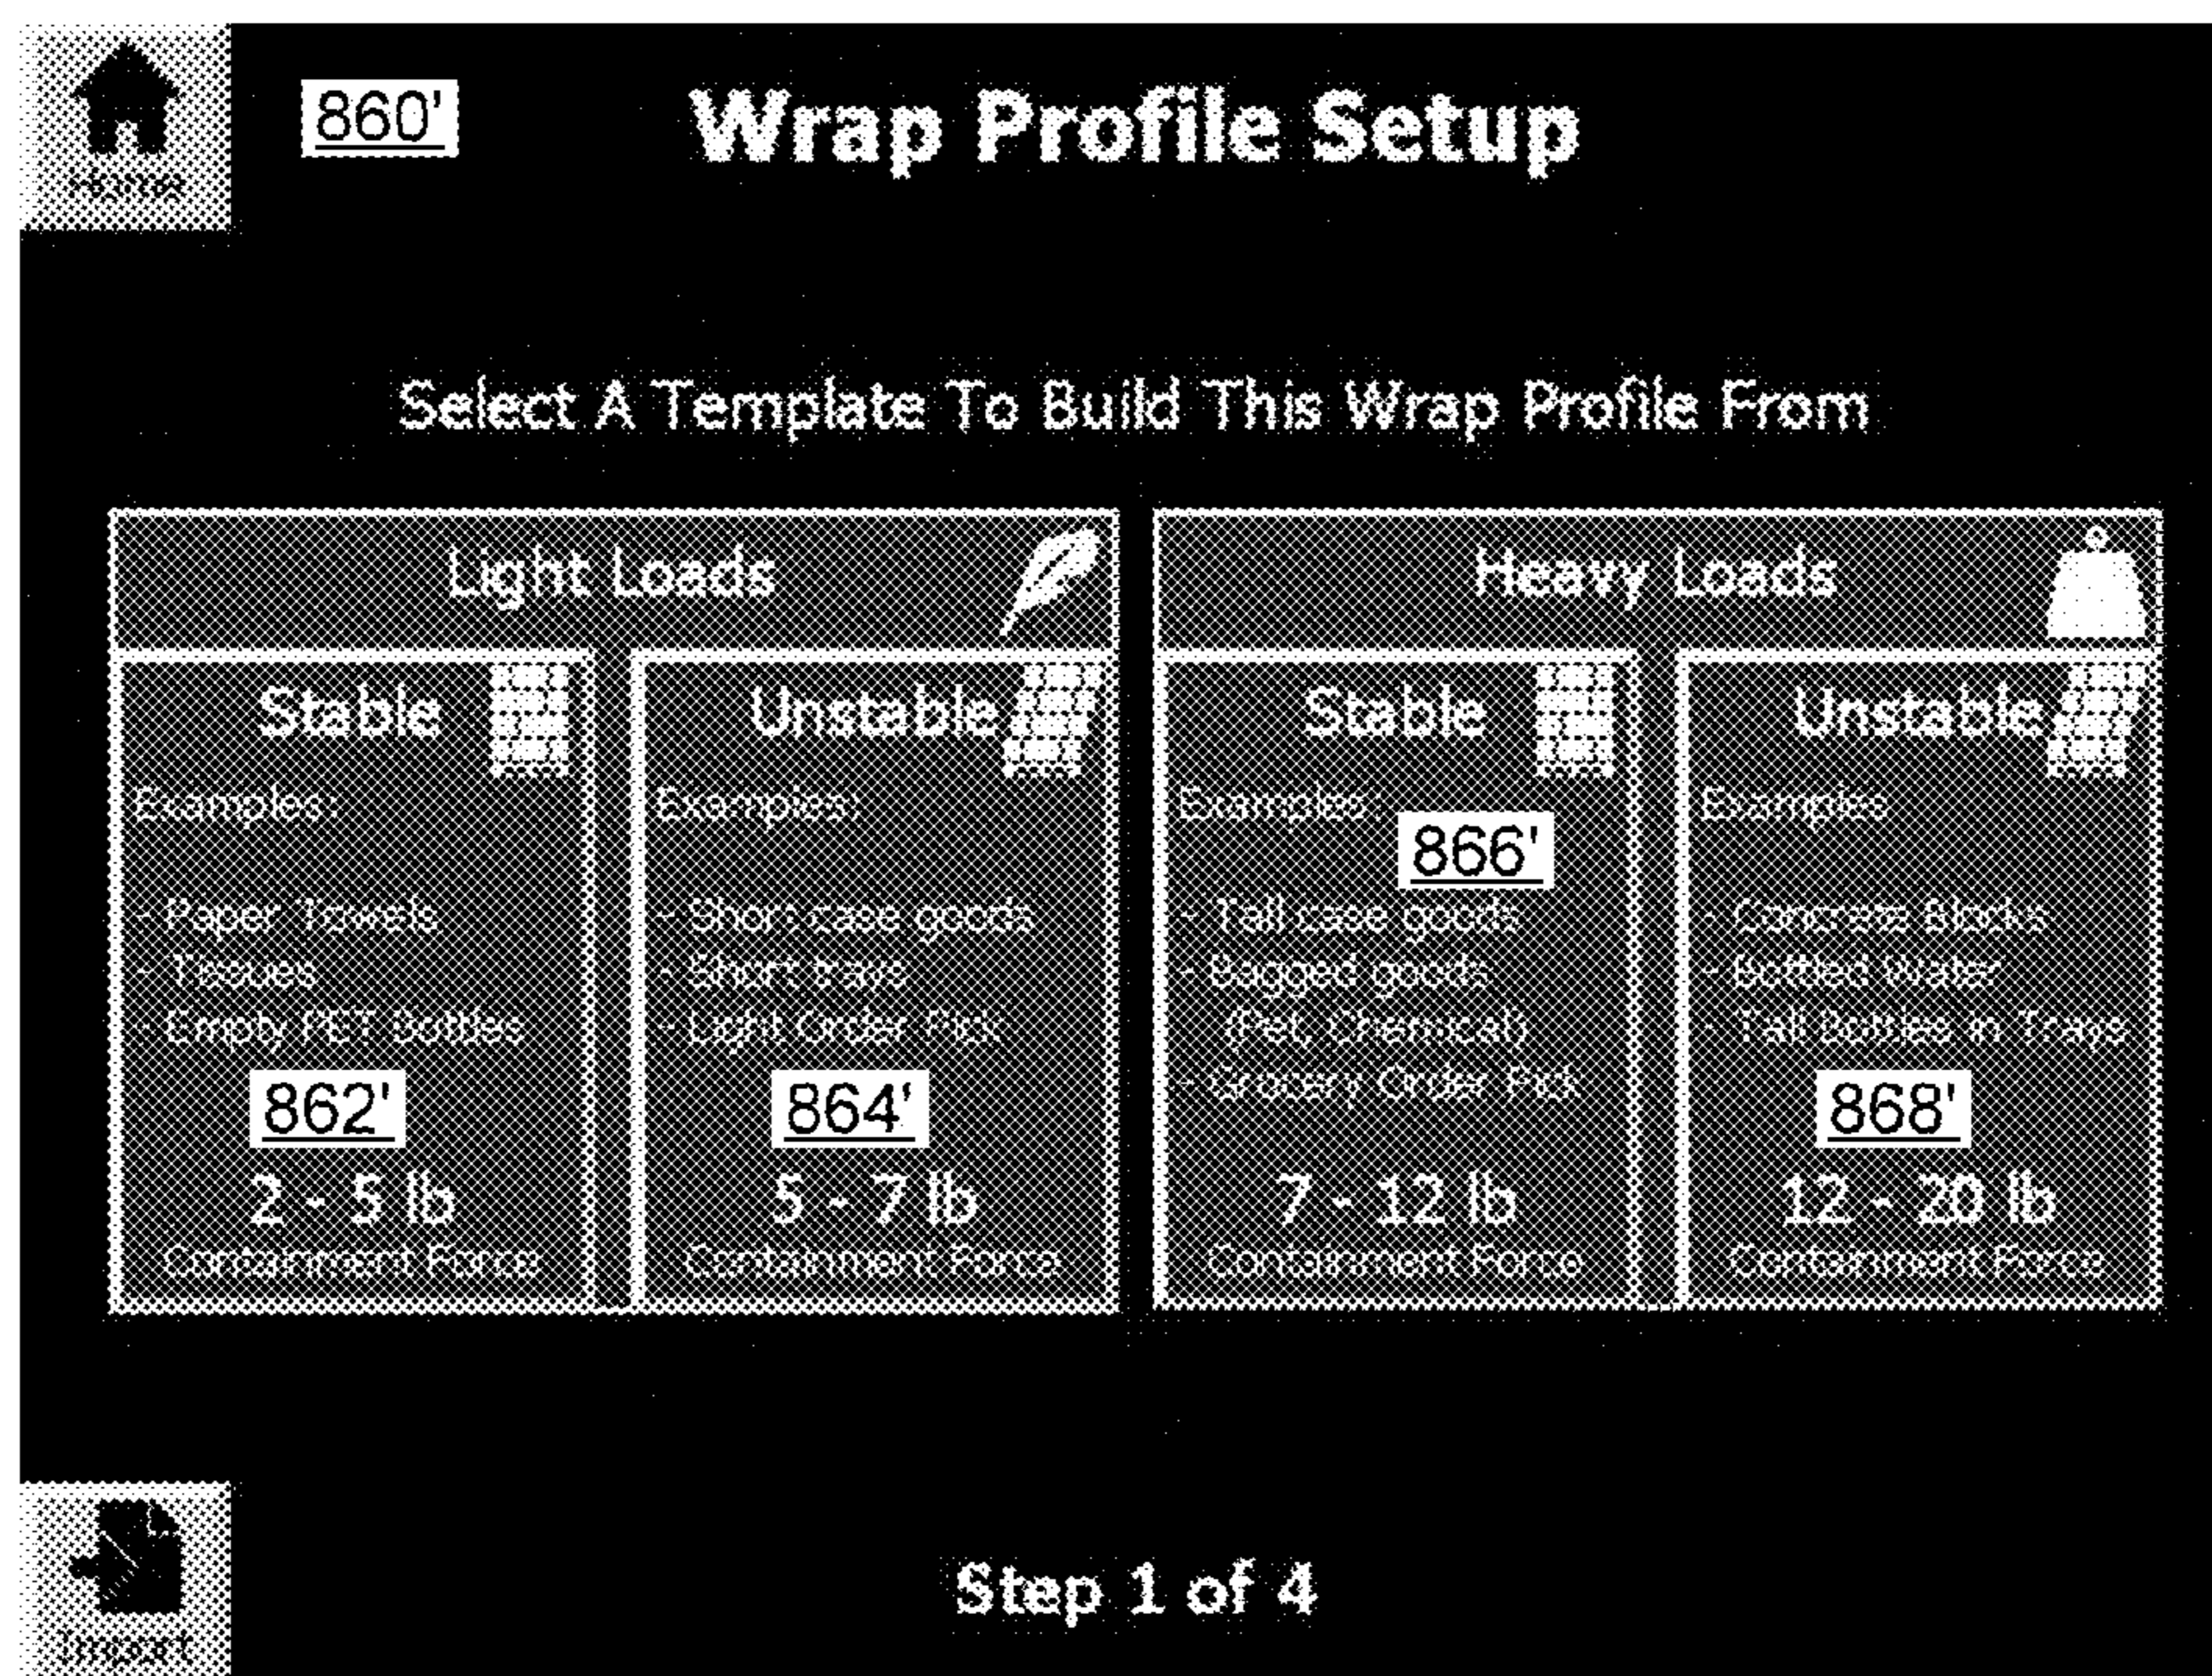 Home
860'
Wrap Profile Setup
Select A Template To Build This Wrap Profile From
Light Loads
Stable
Examples:
- Paper Towels
- Tissues
- Empty PET Bottles
862'
2 - 5 lb
Containment Force
Unstable
Examples:
- Short case goods
- Short trays
- Light Order Pick
864'
5 - 7 lb
Containment Force
Heavy Loads
Stable
Examples:
866'
- Tall case goods
- Bagged goods
(Pet, Chemical)
- Grocery Order Pick
7 - 12 lb
Containment Force
Unstable
Examples
- Concrete Blocks
- Bottled Water
- Tall Bottles in Trays
868'
12 - 20 lb
Containment Force
Import
Step 1 of 4